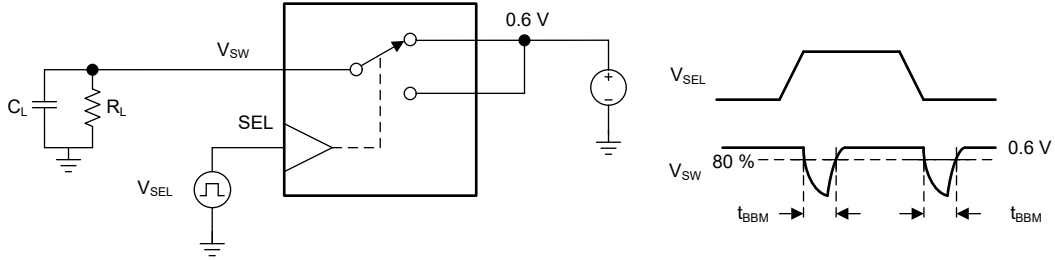 0.6 V
V_SW
C_L
R_L
SEL
V_SEL
V_SEL
80 %
V_SW
0.6 V
t_BBM
t_BBM